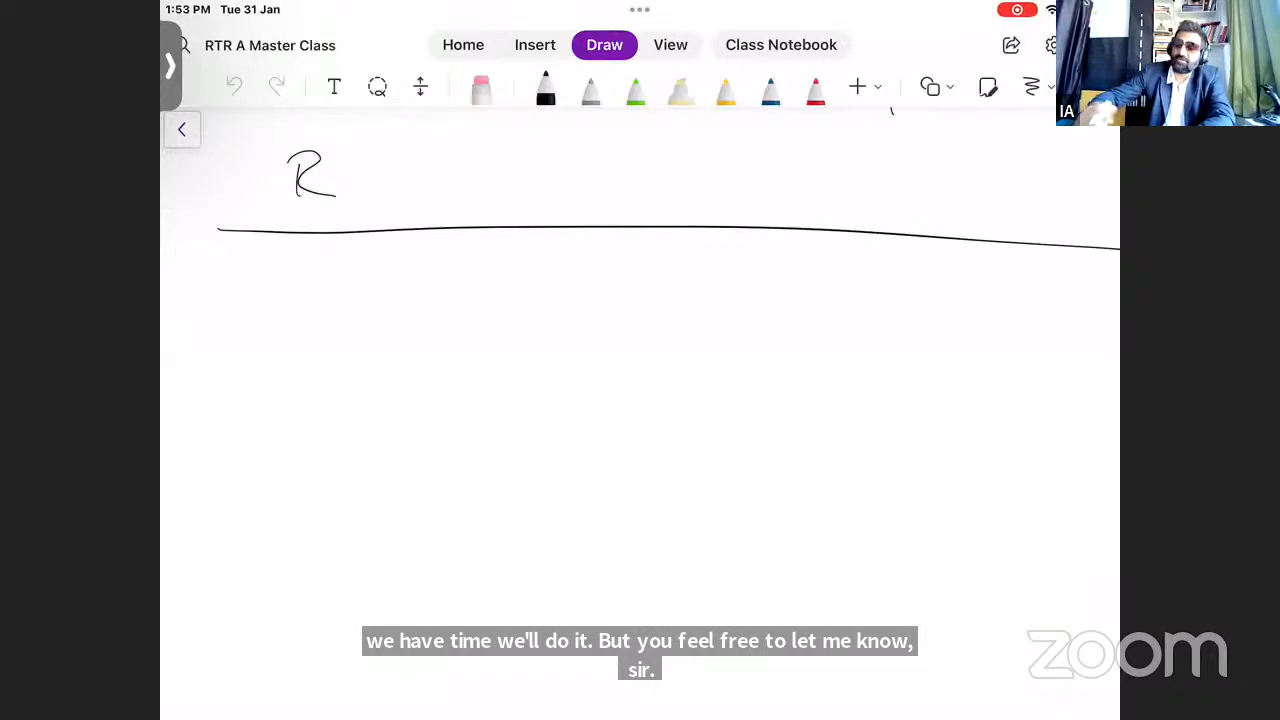 1:53 PM Tue 31 Jan
RTR A Master Class
Home Insert Draw View Class Notebook
T
IA
R
we have time we'll do it. But you feel free to let me know,
sir.
zoom